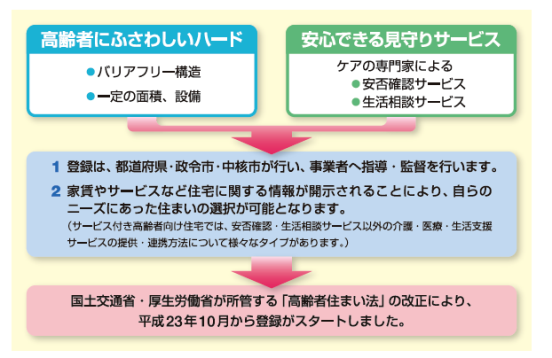 高齢者にふさわしいハード
●バリアフリー構造
●一定の面積、設備
安心できる見守りサービス
ケアの専門家による
●安否確認サービス
●生活相談サービス
1 登録は、都道府県・政令市・中核市が行い、事業者へ指導・監督を行います。
2 家賃やサービスなど住宅に関する情報が開示されることにより、自らの
ニーズにあった住まいの選択が可能となります。
(サービス付き高齢者向け住宅では、安否確認・生活相談サービス以外の介護・医療・生活支援
サービスの提供・連携方法について様々なタイプがあります。)
国土交通省・厚生労働省が所管する「高齢者住まい法」の改正により、
平成23年10月から登録がスタートしました。